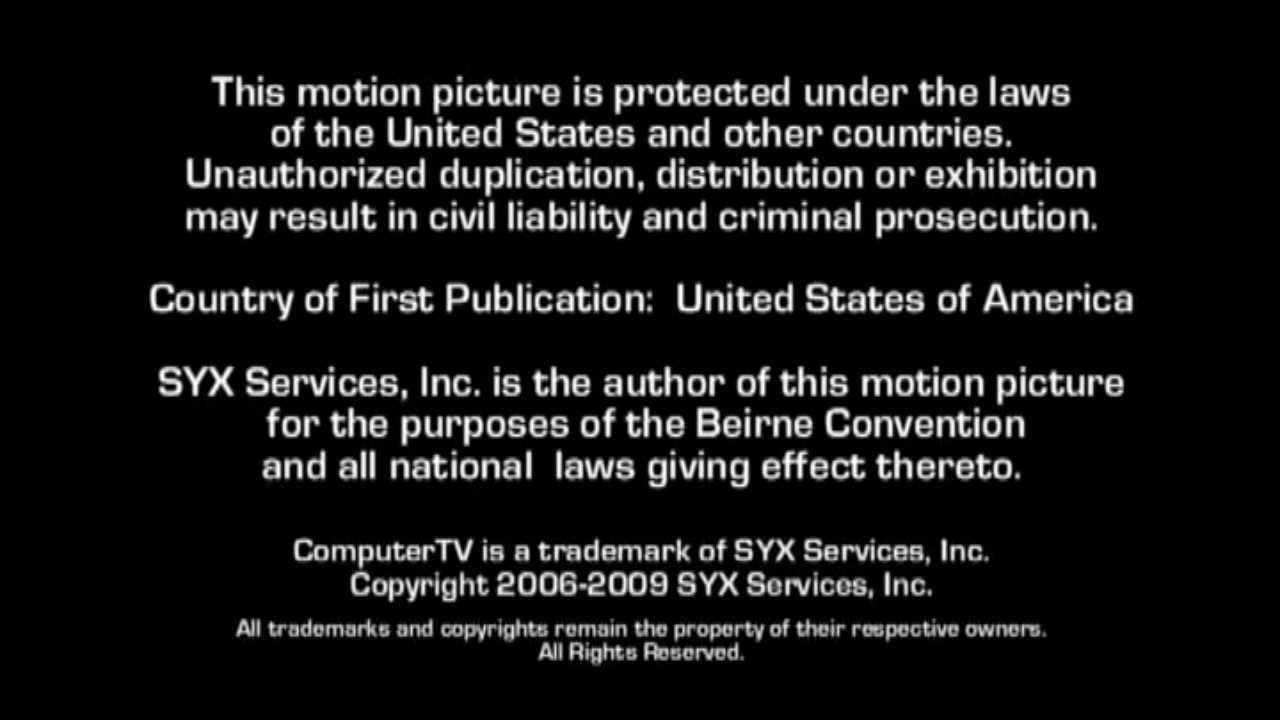 This motion picture is protected under the laws
of the United States and other countries.
Unauthorized duplication, distribution or exhibition
may result in civil liability and criminal prosecution.
Country of First Publication:  United States of America
SYX Services, Inc. is the author of this motion picture
for the purposes of the Beirne Convention
and all national  laws giving effect thereto.
ComputerTV is a trademark of SYX Services, Inc.
Copyright 2006-2009 SYX Services, Inc.
All trademarks and copyrights remain the property of their respective owners.
All Rights Reserved.